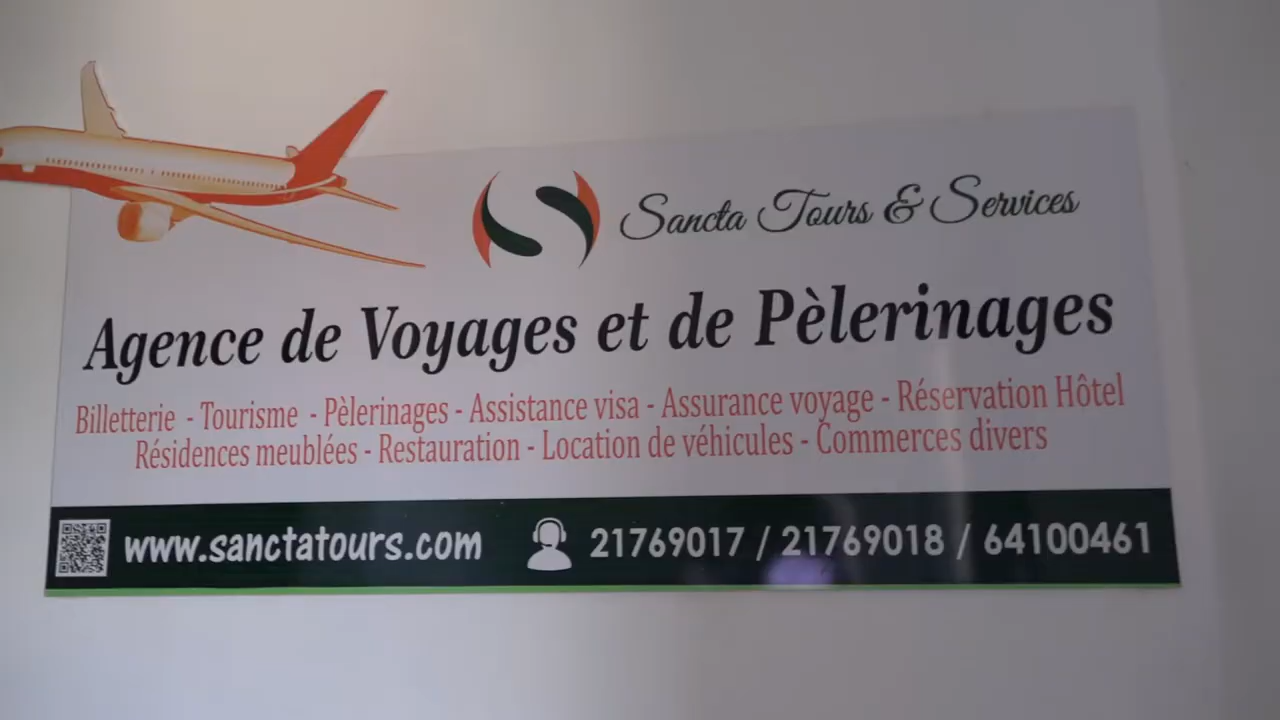 Sancta Tours & Services
Agence de Voyages et de Pèlerinages
Billetterie - Tourisme - Pèlerinages - Assistance visa - Assurance voyage - Réservation Hôtel
Résidences meublées - Restauration - Location de véhicules - Commerces divers
www.sanctatours.com 21769017 / 21769018 / 64100461